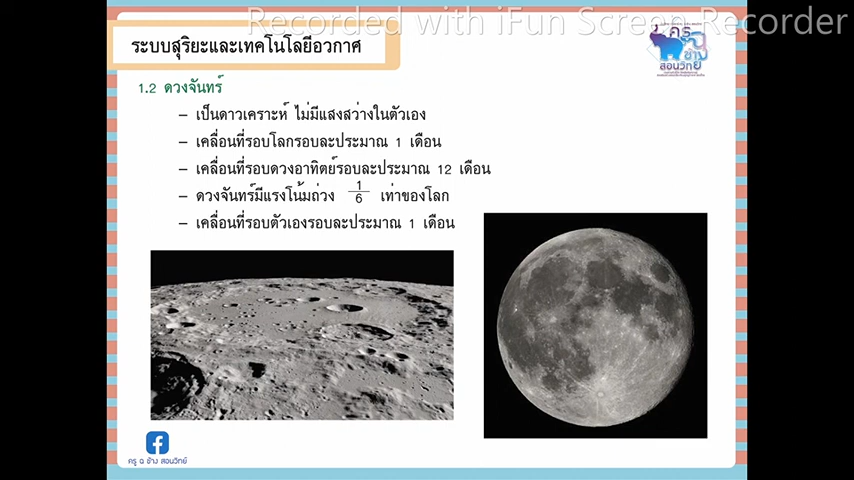 Recorded with iFun Screen Recorder
ระบบสุริยะและเทคโนโลยีอวกาศ
ครู
ฉ
ช้าง
สอนวิทย์
1.2 ดวงจันทร์
– เป็นดาวเคราะห์ ไม่มีแสงสว่างในตัวเอง
– เคลื่อนที่รอบโลกรอบละประมาณ 1 เดือน
– เคลื่อนที่รอบดวงอาทิตย์รอบละประมาณ 12 เดือน
– ดวงจันทร์มีแรงโน้มถ่วง 1/6 เท่าของโลก
– เคลื่อนที่รอบตัวเองรอบละประมาณ 1 เดือน
ครู ฉ ช้าง สอนวิทย์